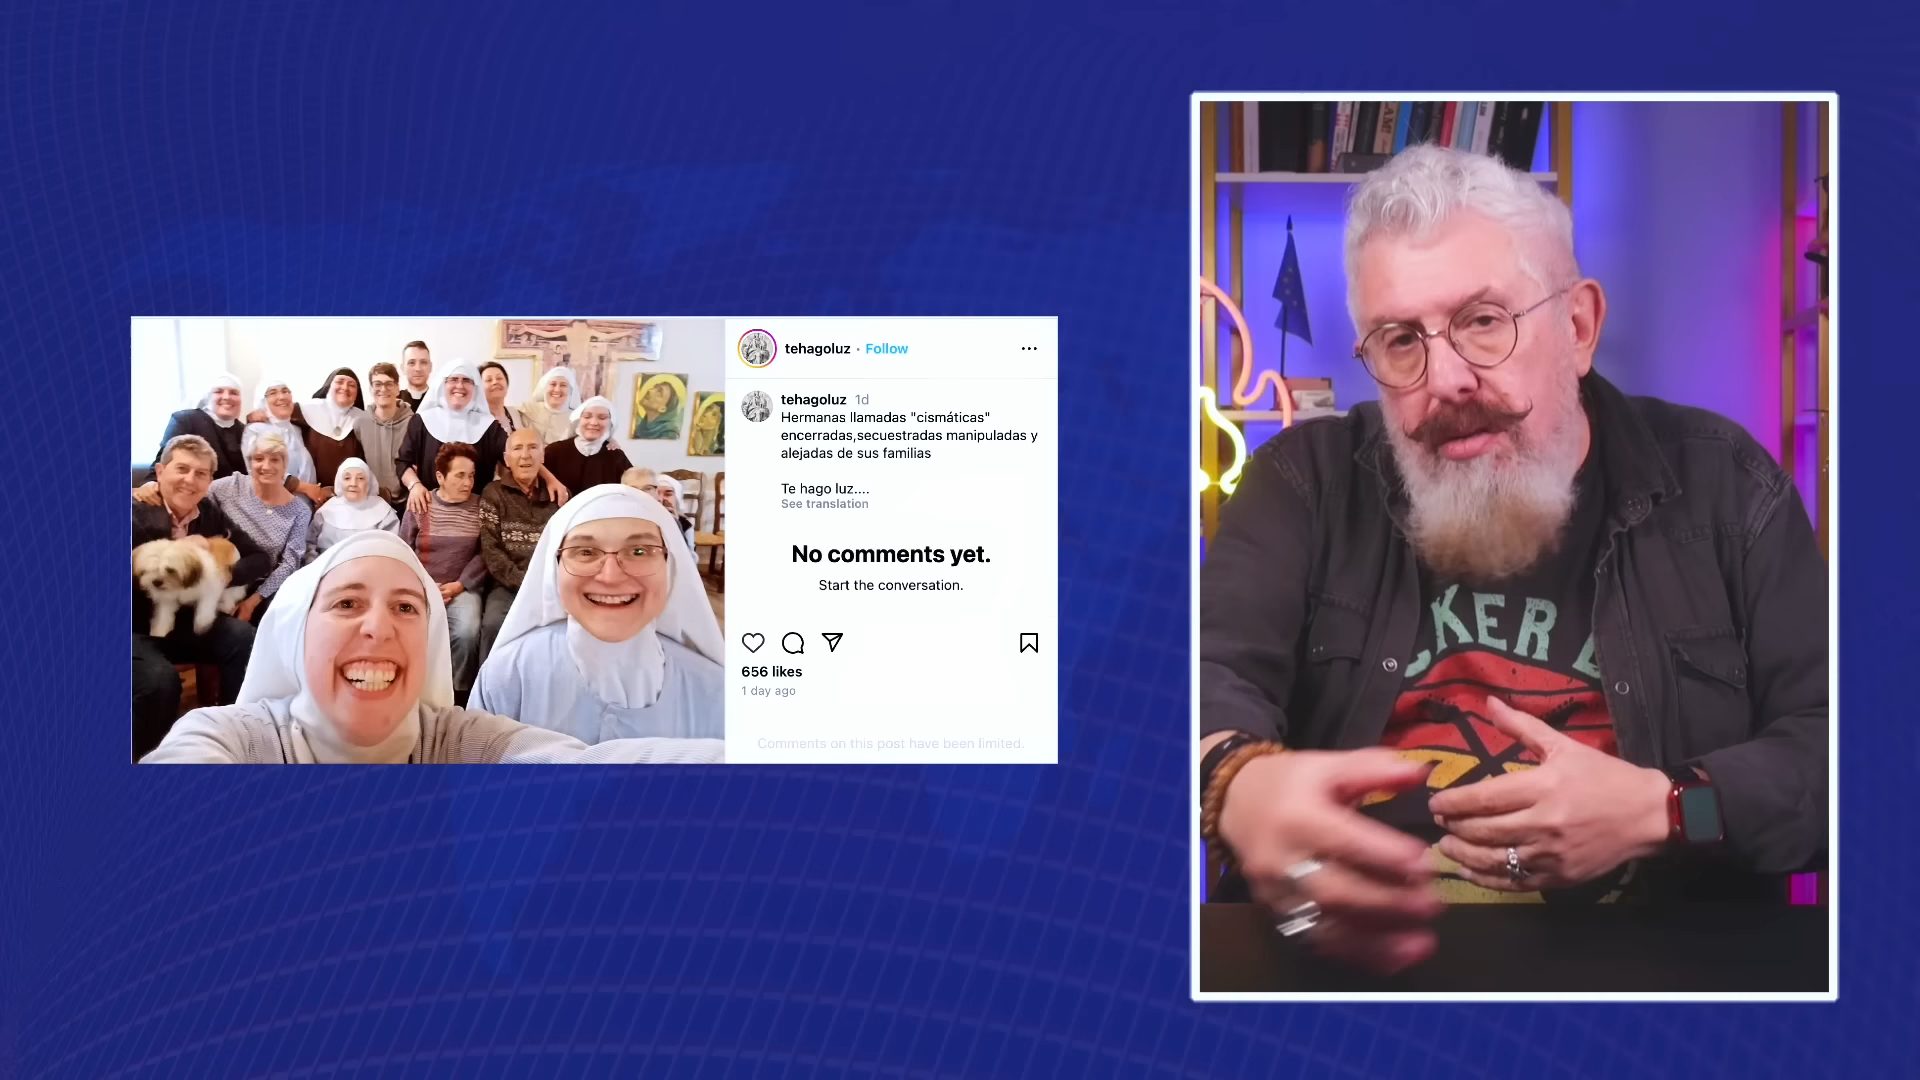 tehagoluz · Follow
tehagoluz 1d
Hermanas llamadas "cismáticas"
encerradas,secuestradas manipuladas y
alejadas de sus familias
Te hago luz....
See translation
No comments yet.
Start the conversation.
656 likes
1 day ago
Comments on this post have been limited.